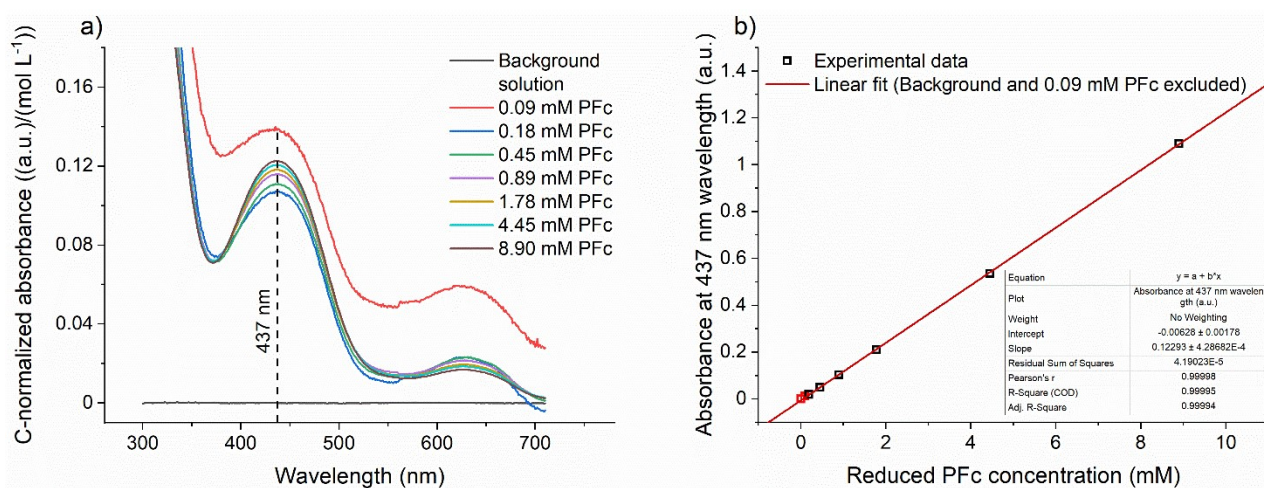 a)
C-normalized absorbance ((a.u.)/(mol L⁻¹))
0.16
0.12
0.08
0.04
0
300
400
500
600
700
Wavelength (nm)
437 nm
Background
solution
0.09 mM PFc
0.18 mM PFc
0.45 mM PFc
0.89 mM PFc
1.78 mM PFc
4.45 mM PFc
8.90 mM PFc
b)
Absorbance at 437 nm wavelength (a.u.)
1.4
1.2
1
0.8
0.6
0.4
0.2
0
0
2
4
6
8
10
Reduced PFc concentration (mM)
Experimental data
Linear fit (Background and 0.09 mM PFc excluded)
Equation y = a + b*x
Plot Absorbance at 437 nm wavelen
gth (a.u.)
Weight No Weighting
Intercept -0.00628 ± 0.00178
Slope 0.12293 ± 4.28682E-4
Residual Sum of Squares 4.19023E-5
Pearson's r 0.99998
R-Square (COD) 0.99995
Adj. R-Square 0.99994